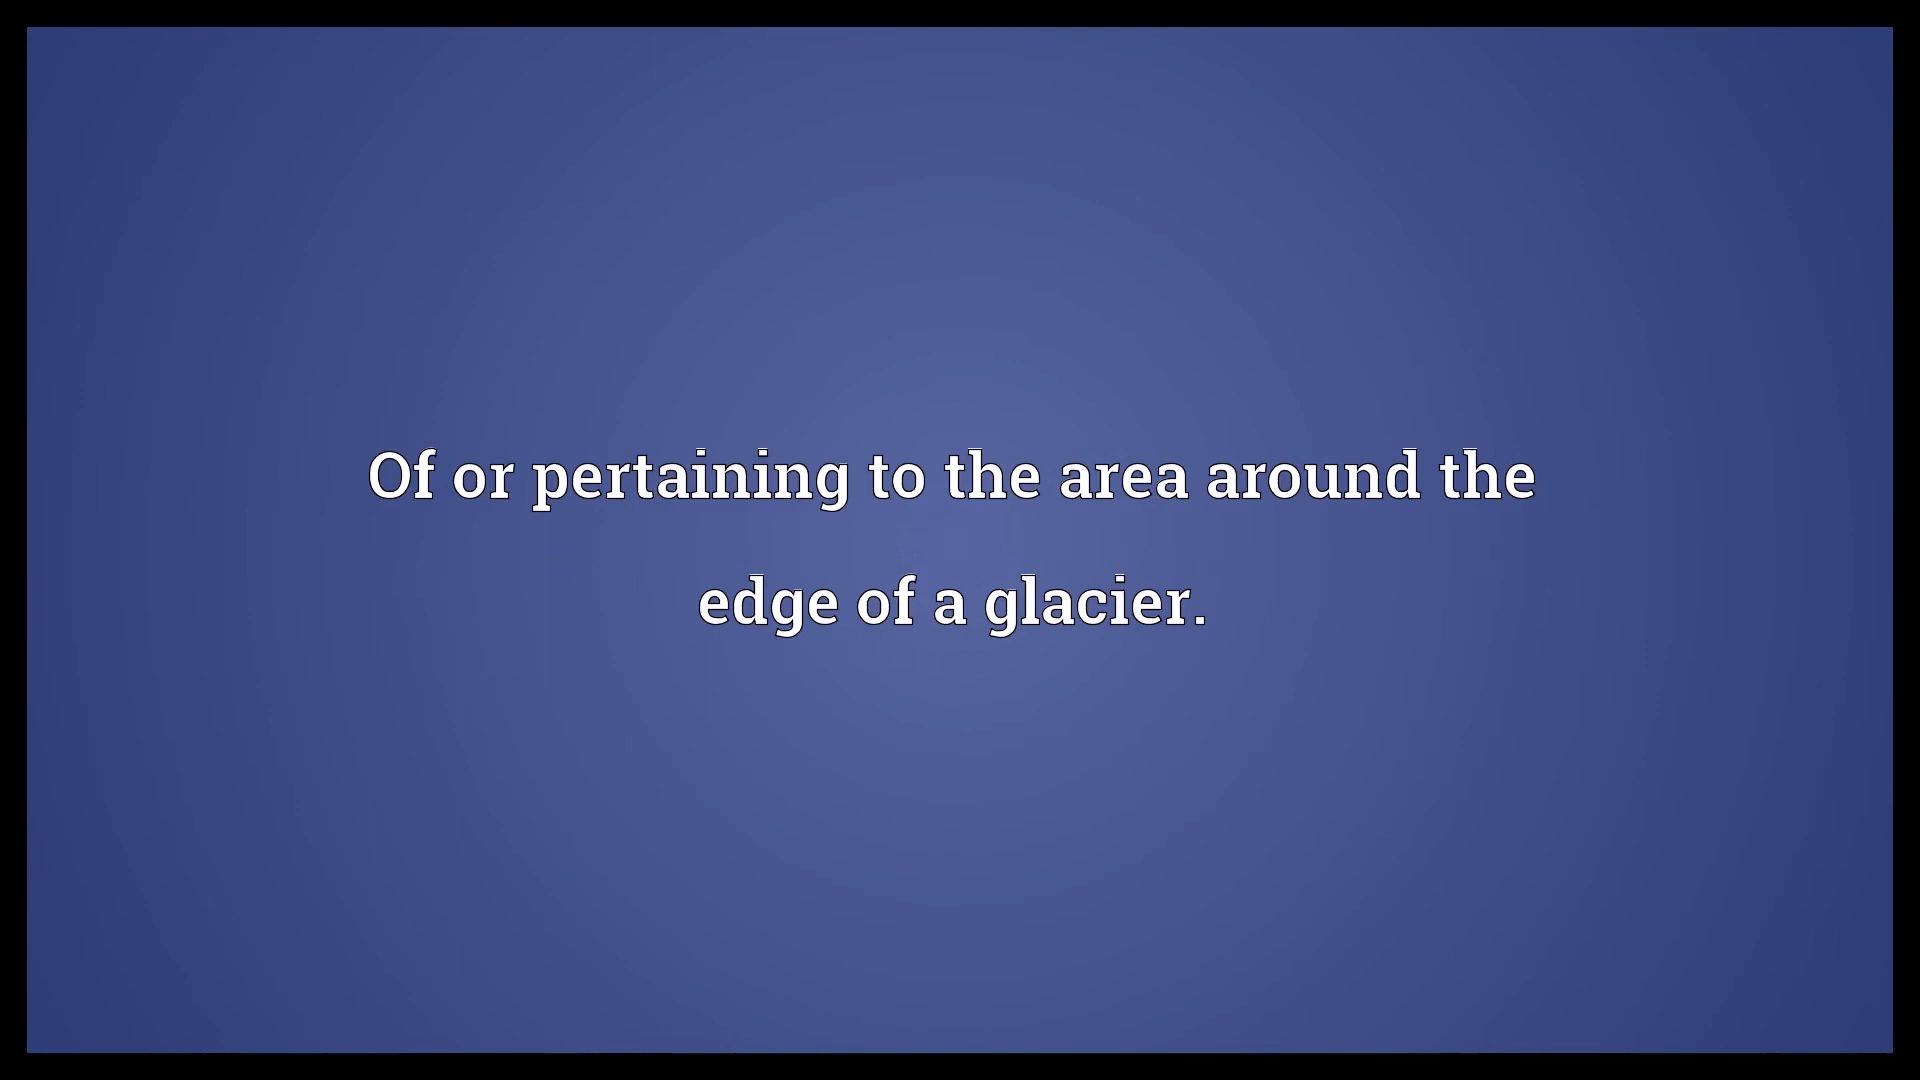 Of or pertaining to the area around the
edge of a glacier.